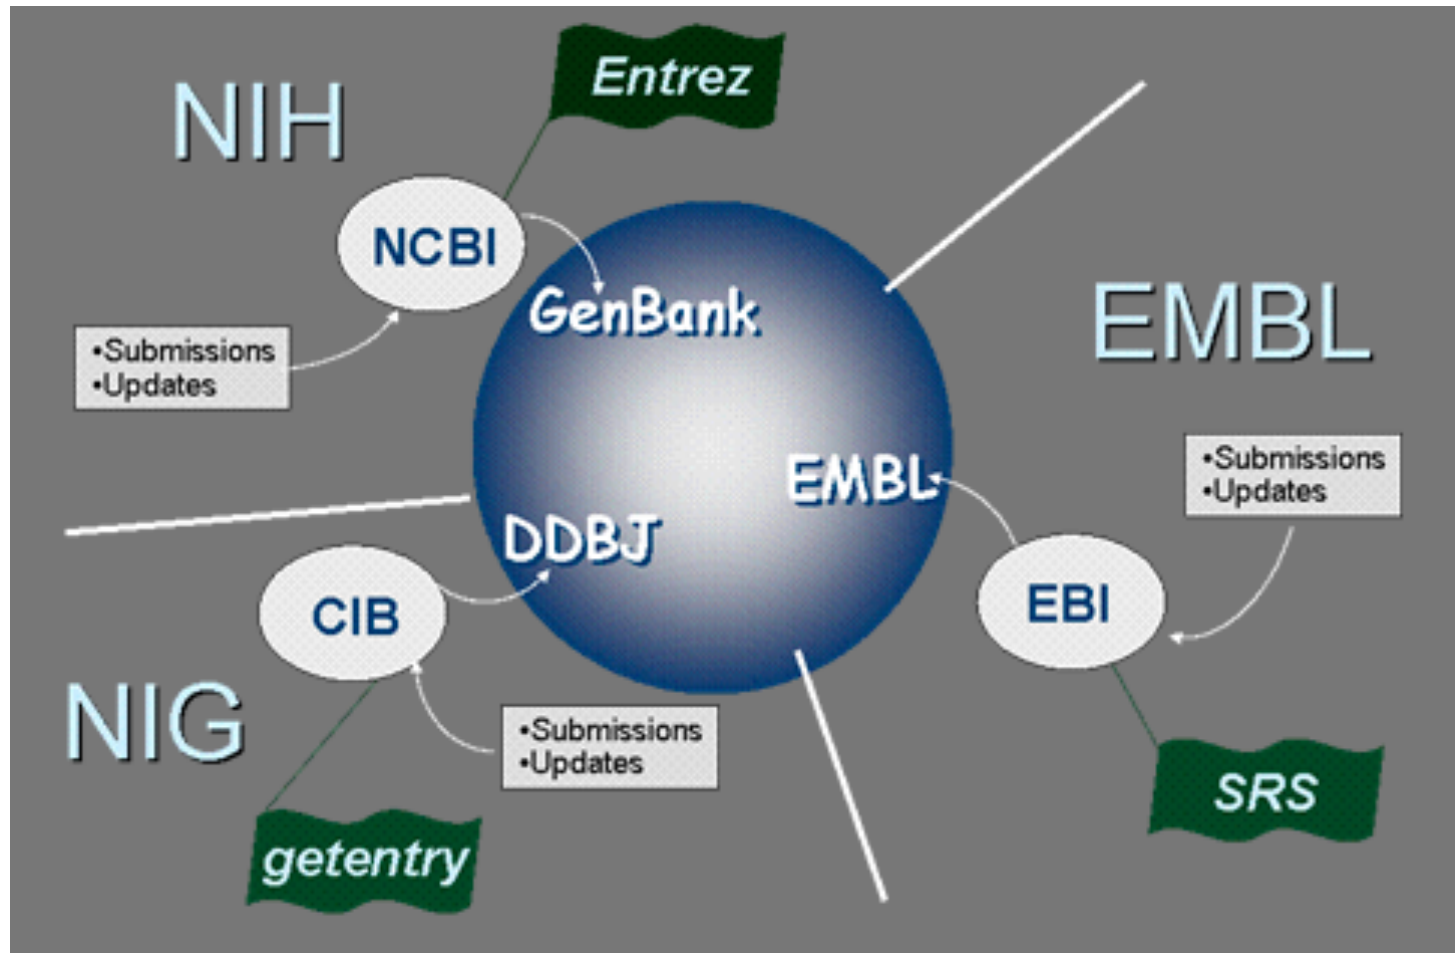 Entrez
NIH
NCBI
GenBank
•Submissions
•Updates
EMBL
EMBL
•Submissions
•Updates
DDBJ
CIB
EBI
NIG
•Submissions
•Updates
SRS
getentry